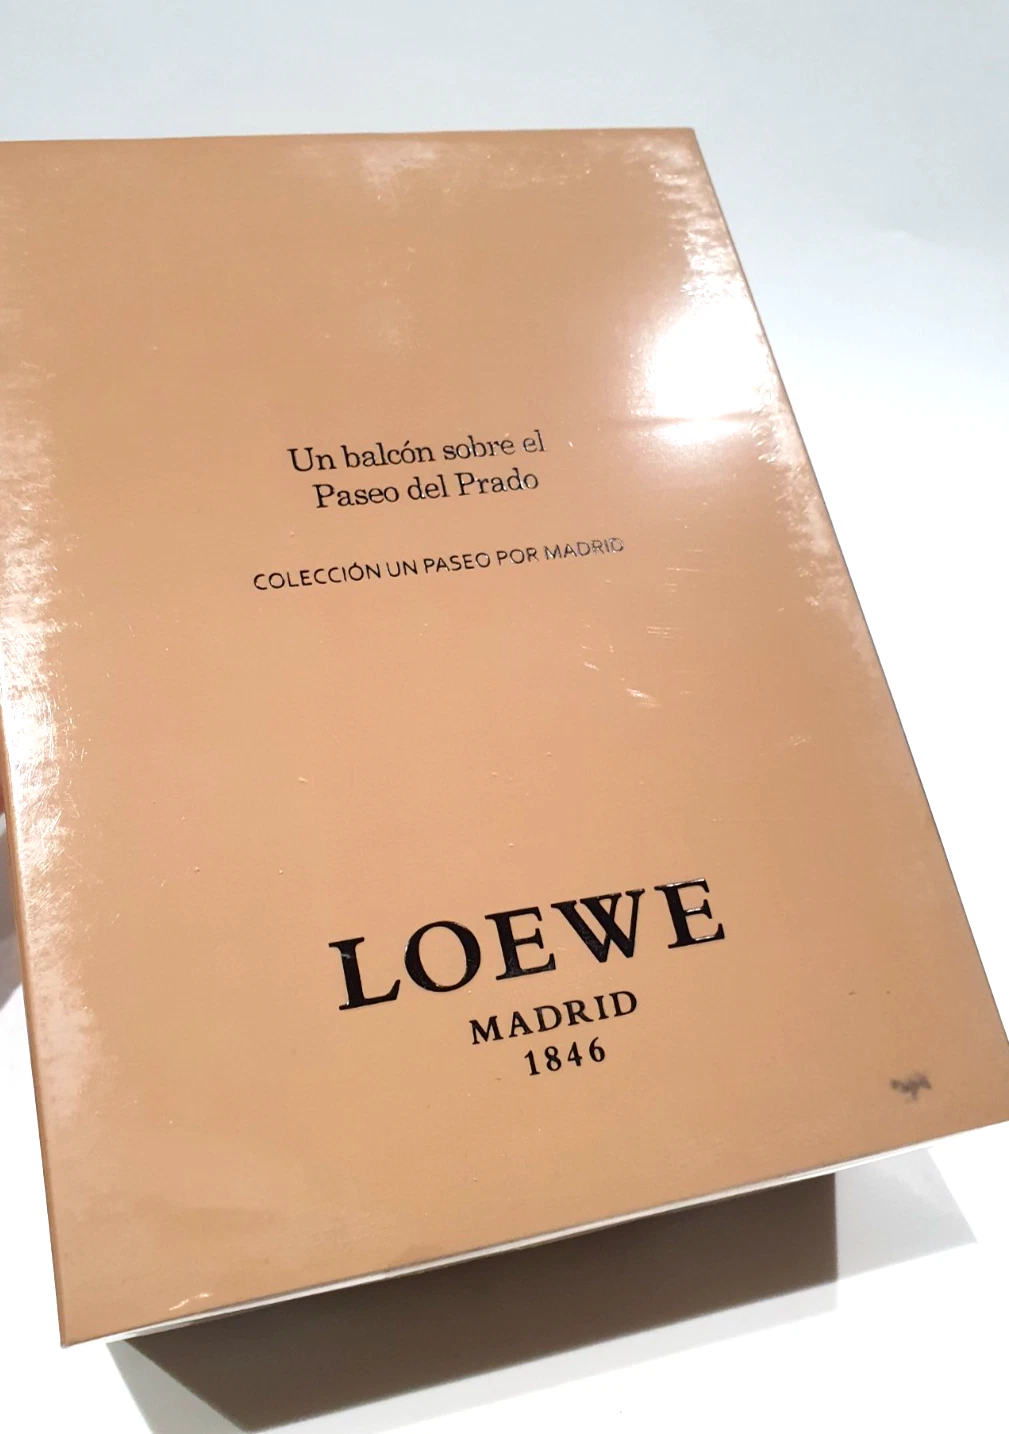 Un balcón sobre el
Paseo del Prado
COLECCIÓN UN PASEO POR MADRID
LOEWE
MADRID
1846